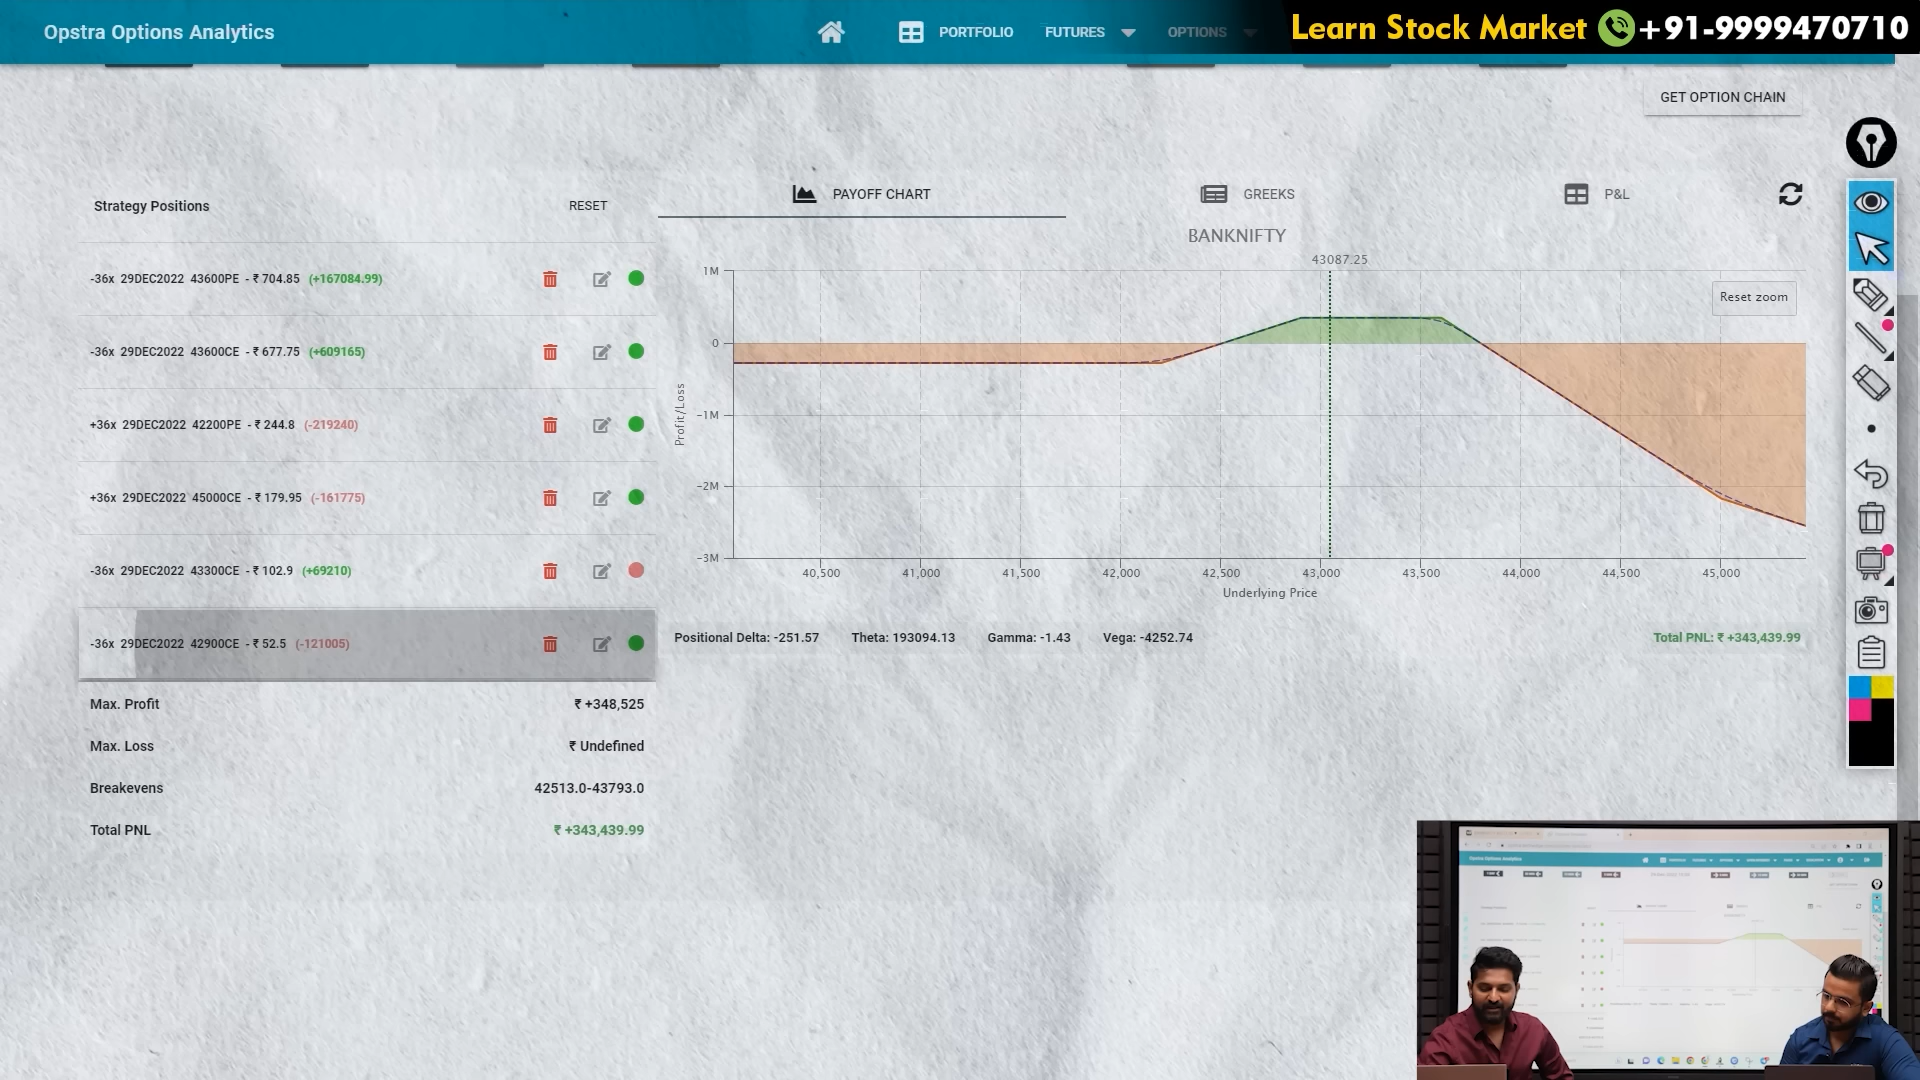 Opstra Options Analytics
PORTFOLIO
FUTURES
OPTIONS
Learn Stock Market +91-9999470710
GET OPTION CHAIN
Strategy Positions
RESET
PAYOFF CHART
GREEKS
P&L
BANKNIFTY
43087.25
Reset zoom
-36x 29DEC2022 43600PE - ₹ 704.85 (+167084.99)
-36x 29DEC2022 43600CE - ₹ 677.75 (+609165)
+36x 29DEC2022 42200PE - ₹ 244.8 (-219240)
+36x 29DEC2022 45000CE - ₹ 179.95 (-161775)
-36x 29DEC2022 43300CE - ₹ 102.9 (+69210)
-36x 29DEC2022 42900CE - ₹ 52.5 (-121005)
Profit/Loss
1M
0
-1M
-2M
-3M
40,500 41,000 41,500 42,000 42,500 43,000 43,500 44,000 44,500 45,000
Underlying Price
Positional Delta: -251.57 Theta: 193094.13 Gamma: -1.43 Vega: -4252.74
Total PNL: ₹ +343,439.99
Max. Profit ₹ +348,525
Max. Loss ₹ Undefined
Breakevens 42513.0-43793.0
Total PNL ₹ +343,439.99
Opstra Options Analytics